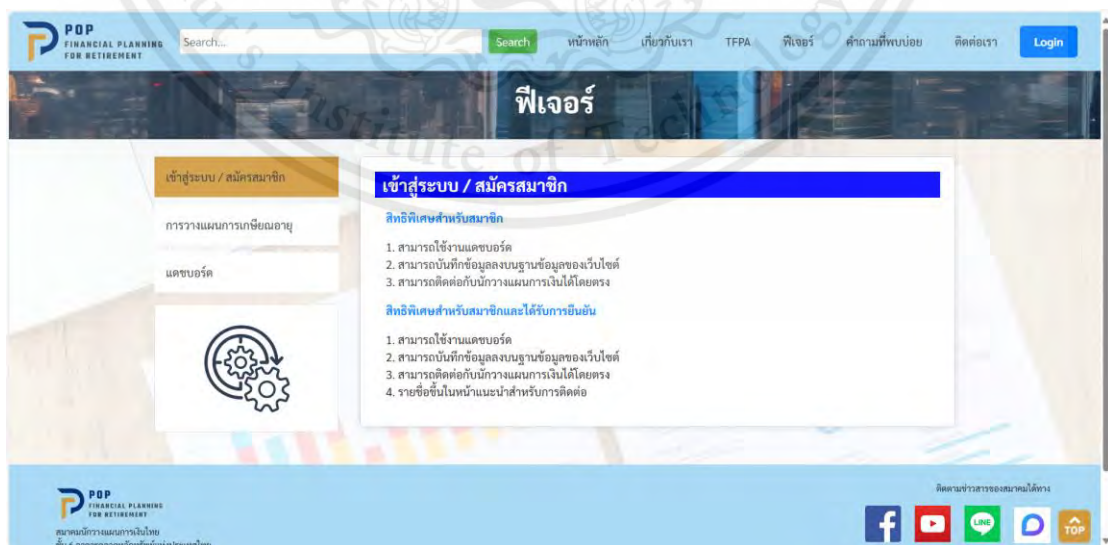 POP
FINANCIAL PLANNING
FOR RETIREMENT
Search...
Search
หน้าหลัก
เกี่ยวกับเรา
TFPA
ฟีเจอร์
คำถามที่พบบ่อย
ติดต่อเรา
Login
ฟีเจอร์
's Institute of Technology
เข้าสู่ระบบ / สมัครสมาชิก
การวางแผนการเกษียณอายุ
แดชบอร์ด
เข้าสู่ระบบ / สมัครสมาชิก
สิทธิพิเศษสำหรับสมาชิก
1. สามารถใช้งานแดชบอร์ด
2. สามารถบันทึกข้อมูลลงบนฐานข้อมูลของเว็บไซต์
3. สามารถติดต่อกับนักวางแผนการเงินได้โดยตรง
สิทธิพิเศษสำหรับสมาชิกและได้รับการยืนยัน
1. สามารถใช้งานแดชบอร์ด
2. สามารถบันทึกข้อมูลลงบนฐานข้อมูลของเว็บไซต์
3. สามารถติดต่อกับนักวางแผนการเงินได้โดยตรง
4. รายชื่อขึ้นในหน้าแนะนำสำหรับการติดต่อ
POP
FINANCIAL PLANNING
FOR RETIREMENT
สมาคมนักวางแผนการเงินไทย
ติดตามข่าวสารของสมาคมได้ทาง
LINE
TOP